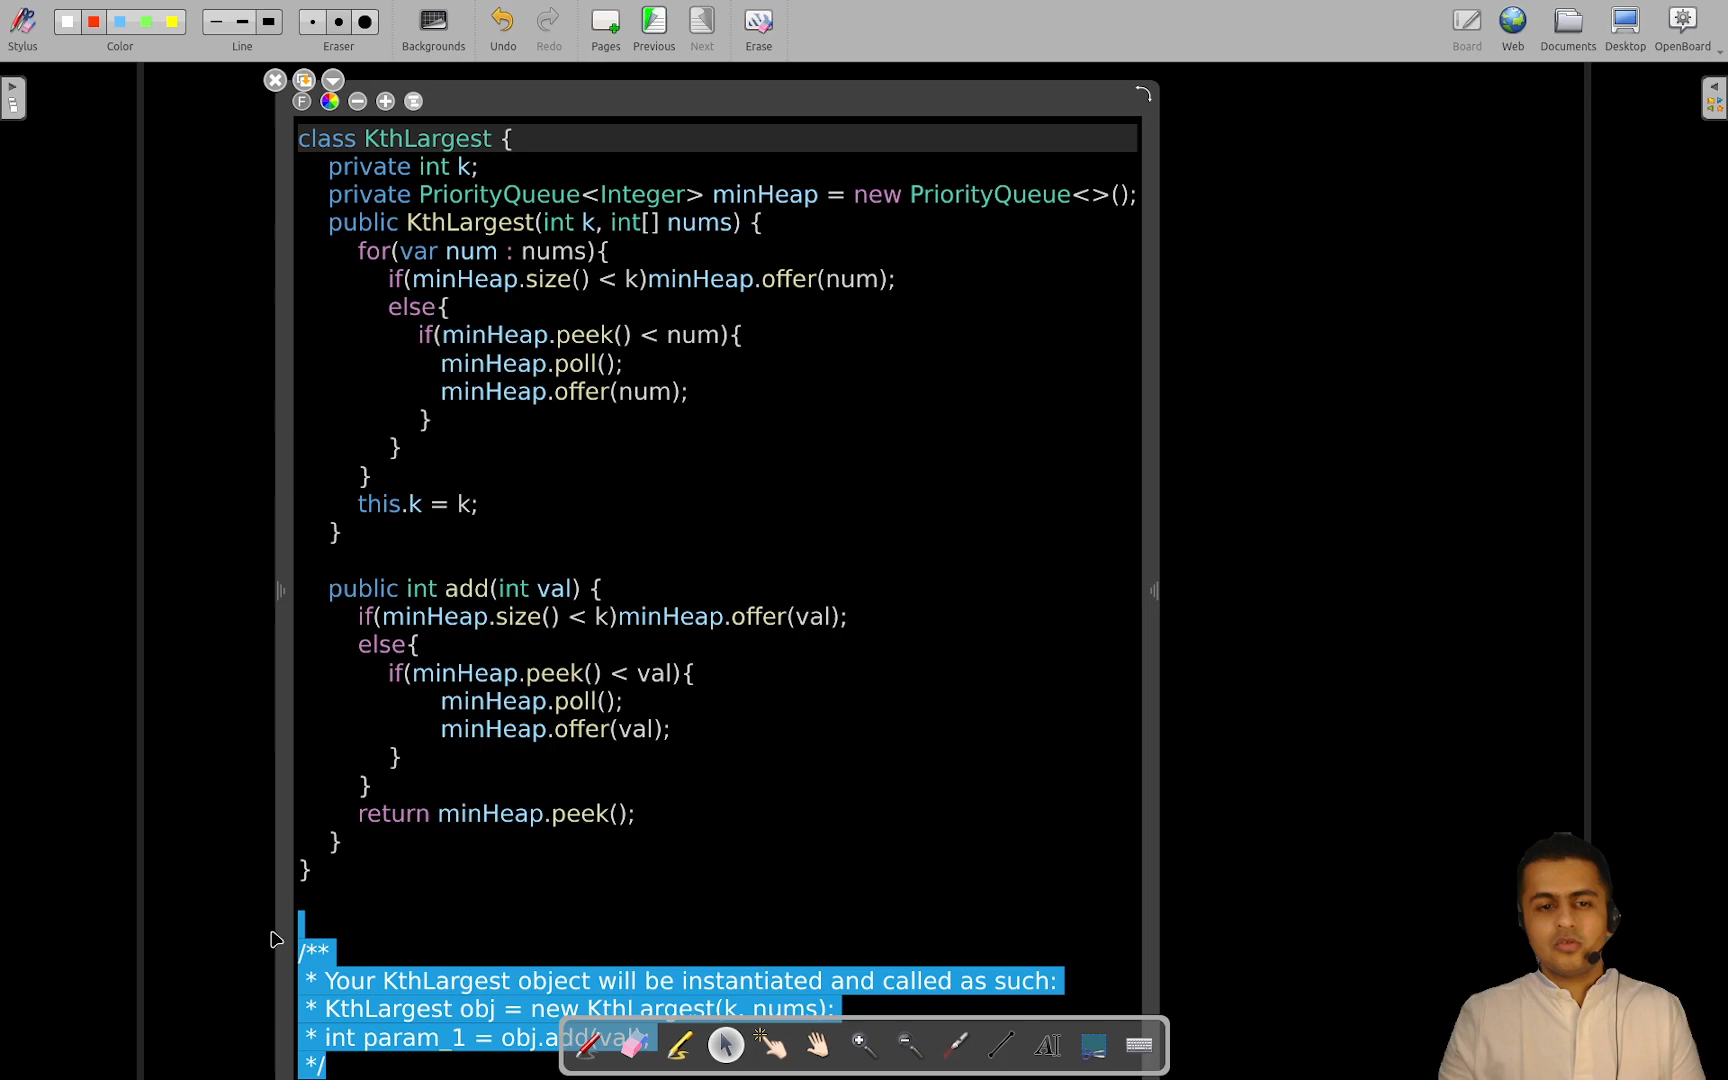 Stylus
Color
Line
Eraser
Backgrounds
Undo
Redo
Pages
Previous
Next
Erase
Board
Web
Documents
Desktop
OpenBoard
F
class KthLargest {
private int k;
private PriorityQueue<Integer> minHeap = new PriorityQueue<>();
public KthLargest(int k, int[] nums) {
for(var num : nums){
if(minHeap.size() < k)minHeap.offer(num);
else{
if(minHeap.peek() < num){
minHeap.poll();
minHeap.offer(num);
}
}
}
this.k = k;
}
public int add(int val) {
if(minHeap.size() < k)minHeap.offer(val);
else{
if(minHeap.peek() < val){
minHeap.poll();
minHeap.offer(val);
}
}
return minHeap.peek();
}
}
/**
* Your KthLargest object will be instantiated and called as such:
* KthLargest obj = new KthLargest(k, nums);
* int param_1 = obj.add(val);
*/
AI